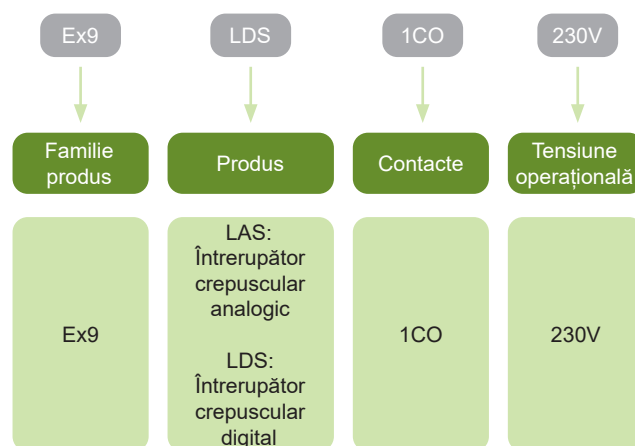 Ex9
LDS
1CO
230V
Familie
produs
Produs
Contacte
Tensiune
operațională
Ex9
LAS:
Întrerupător
crepuscular
analogic
LDS:
Întrerupător
crepuscular
digital
1CO
230V